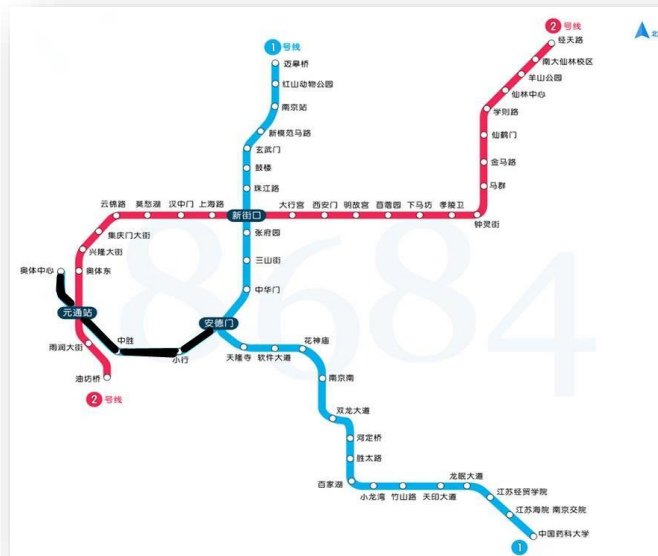 2 号线
北
经天路
1 号线
南大仙林校区
迈皋桥
羊山公园
红山动物公园
仙林中心
南京站
学则路
新模范马路
仙鹤门
玄武门
金马路
鼓楼
马群
珠江路
云锦路 莫愁湖 汉中门 上海路
大行宫 西安门 明故宫 苜蓿园 下马坊 孝陵卫
新街口
钟灵街
集庆门大街
张府园
兴隆大街
三山街
奥体中心
奥体东
中华门
元通站
安德门
雨润大街
中胜
小行
天隆寺 软件大道
花神庙
油坊桥
南京南
2 号线
双龙大道
河定桥
胜太路
百家湖
小龙湾 竹山路 天印大道
龙眠大道
江苏经贸学院
江苏海院 南京交院
中国药科大学
1
8684